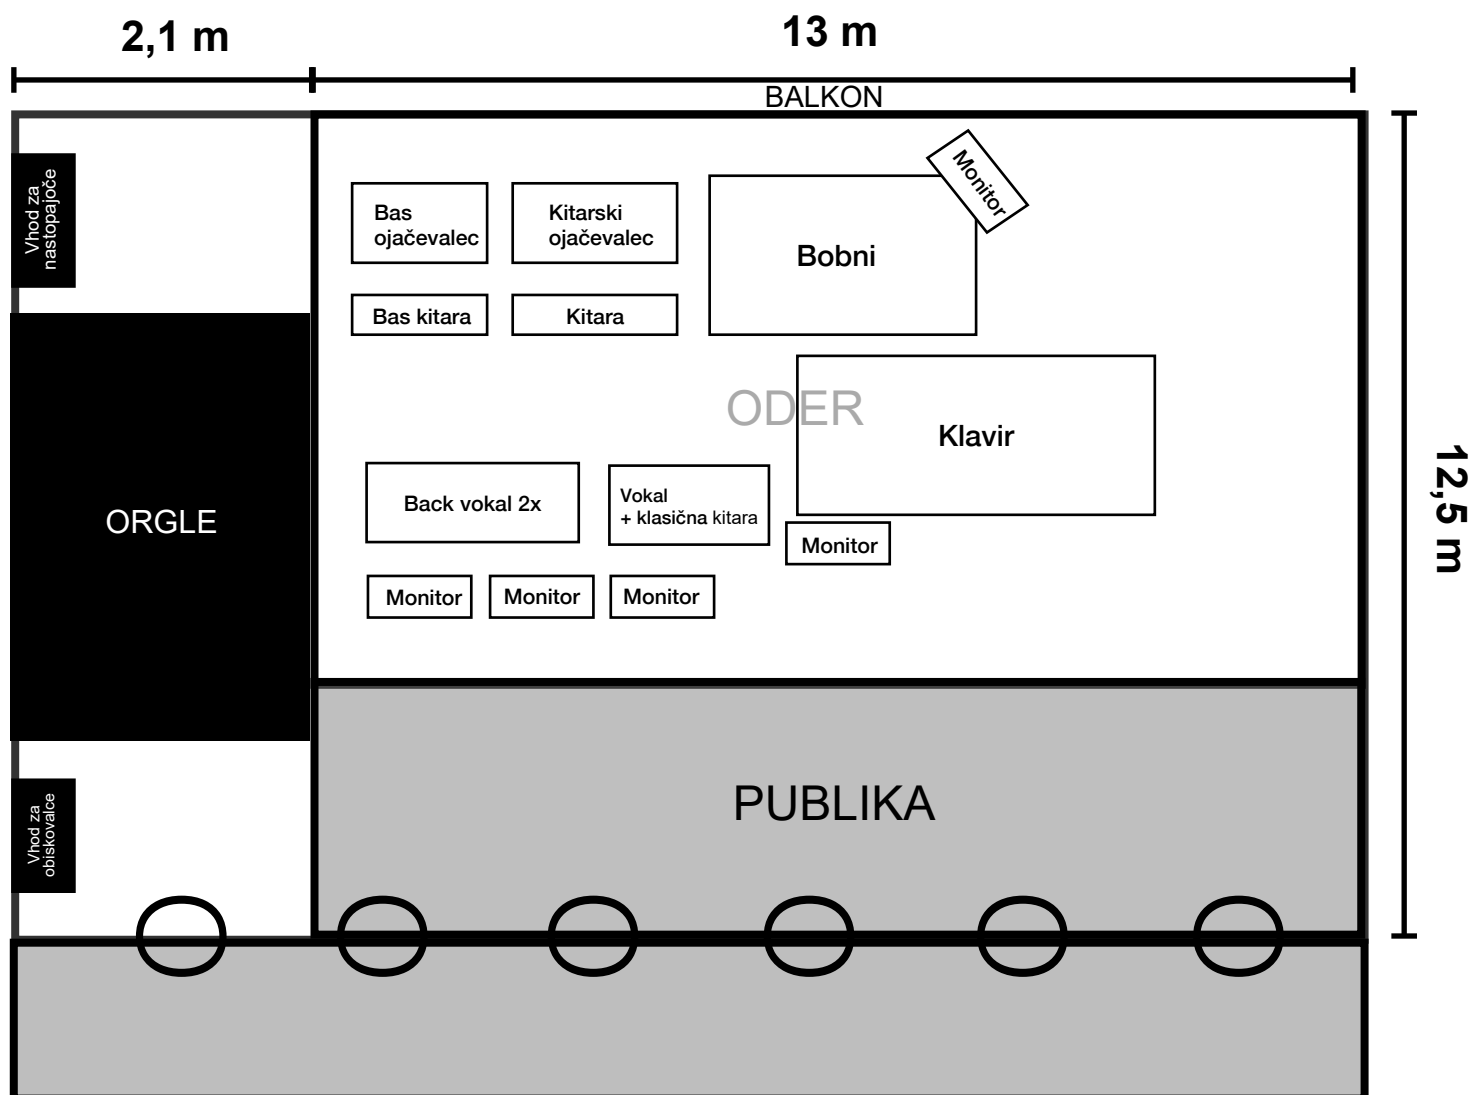 2,1 m
13 m
BALKON
Vhod za
nastopajoče
Bas
ojačevalec
Kitarski
ojačevalec
Bobni
Monitor
Bas kitara
Kitara
ODER
Klavir
12,5 m
ORGLE
Back vokal 2x
Vokal
+ klasična kitara
Monitor
Monitor
Monitor
Monitor
PUBLIKA
Vhod za
obiskovalce